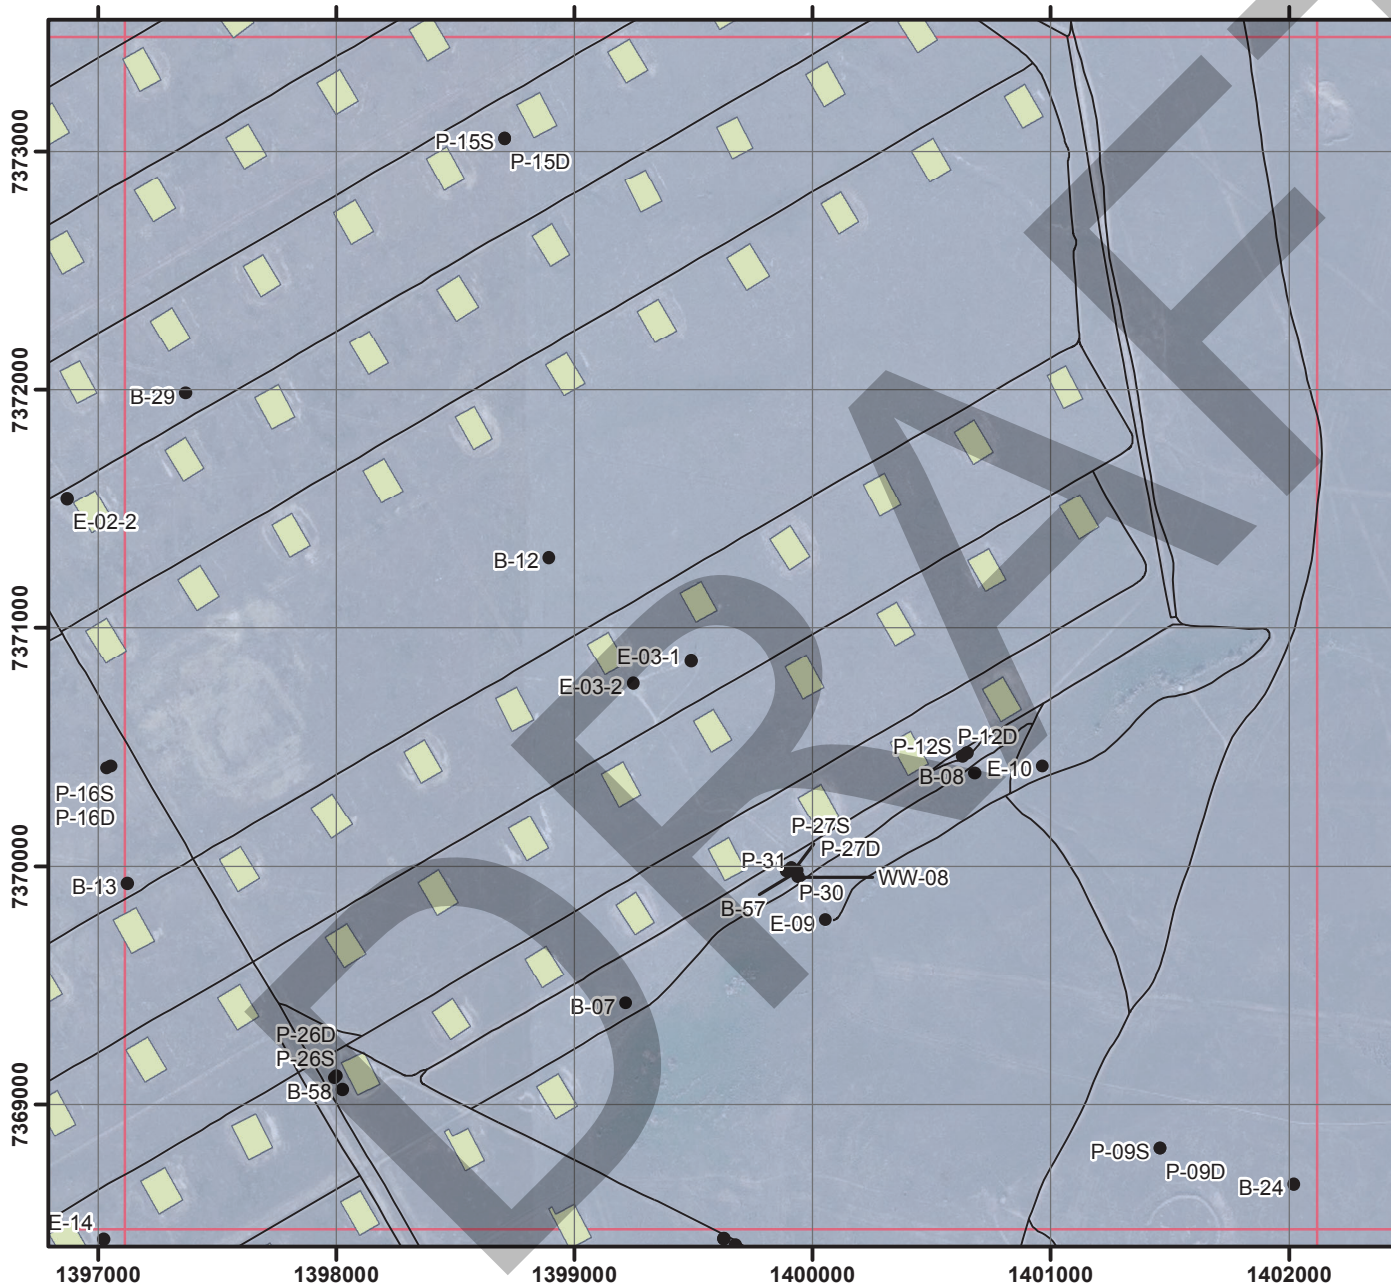 7373000
7372000
7371000
7370000
7369000
P-15S
P-15D
B-29
E-02-2
B-12
E-03-1
E-03-2
P-12D
P-12S
E-10
B-08
P-16S
P-16D
P-27S
P-27D
P-31
WW-08
B-13
P-30
B-57
E-09
B-07
P-26D
P-26S
B-58
P-09S
P-09D
B-24
E-14
DRAFT
1397000 1398000 1399000 1400000 1401000 1402000